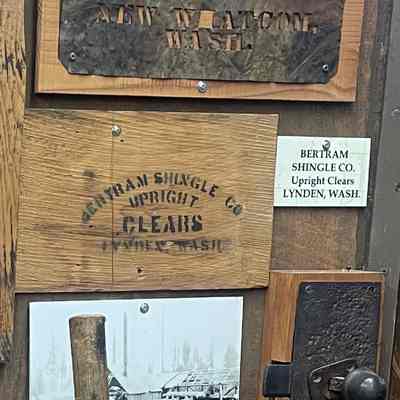 NEW WHATCOM,
WASH.
BERTRAM SHINGLE CO
UPRIGHT
CLEARS
LYNDEN, WASH.
BERTRAM
SHINGLE CO.
Upright Clears
LYNDEN, WASH.